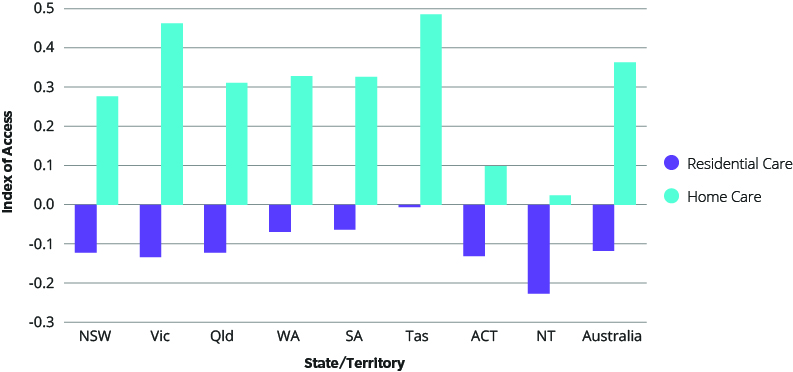 0.5
0.4
0.3
0.2
0.1
0.0
-0.1
-0.2
-0.3
Index of Access
NSW Vic Qld WA SA Tas ACT NT Australia
State/Territory
Residential Care
Home Care